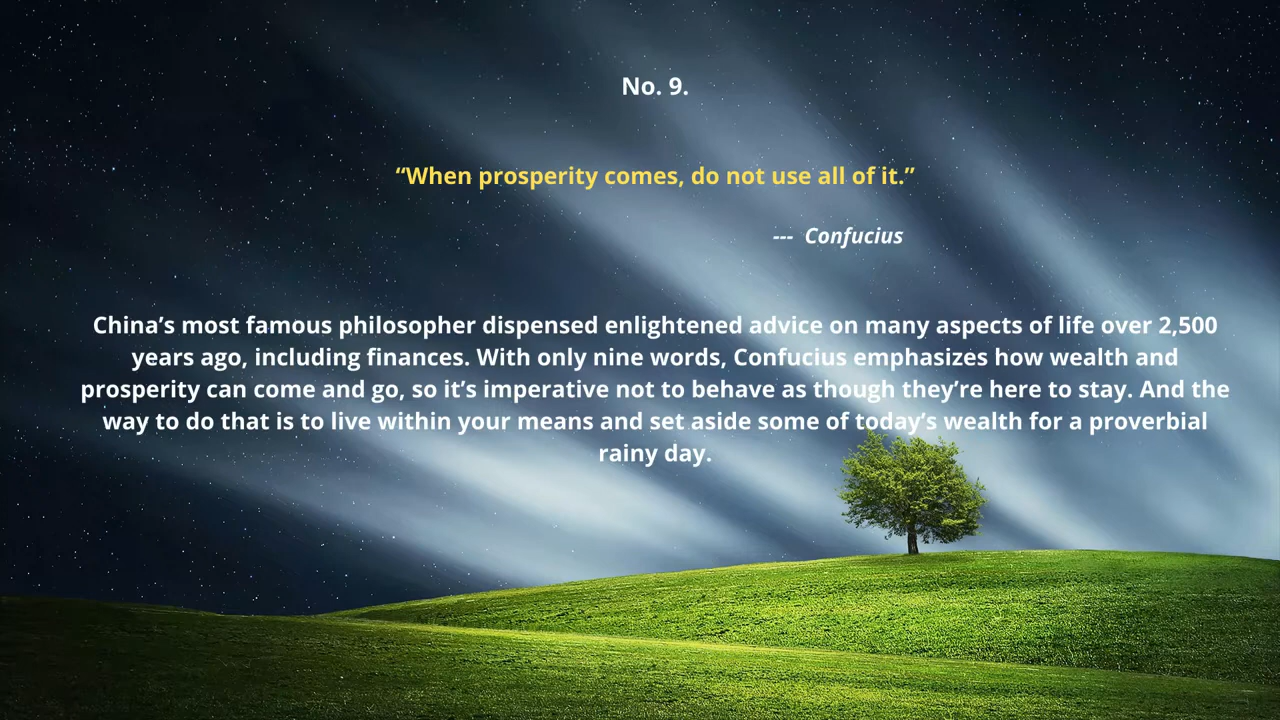 No. 9.
“When prosperity comes, do not use all of it.”
--- Confucius
China’s most famous philosopher dispensed enlightened advice on many aspects of life over 2,500
years ago, including finances. With only nine words, Confucius emphasizes how wealth and
prosperity can come and go, so it’s imperative not to behave as though they’re here to stay. And the
way to do that is to live within your means and set aside some of today’s wealth for a proverbial
rainy day.